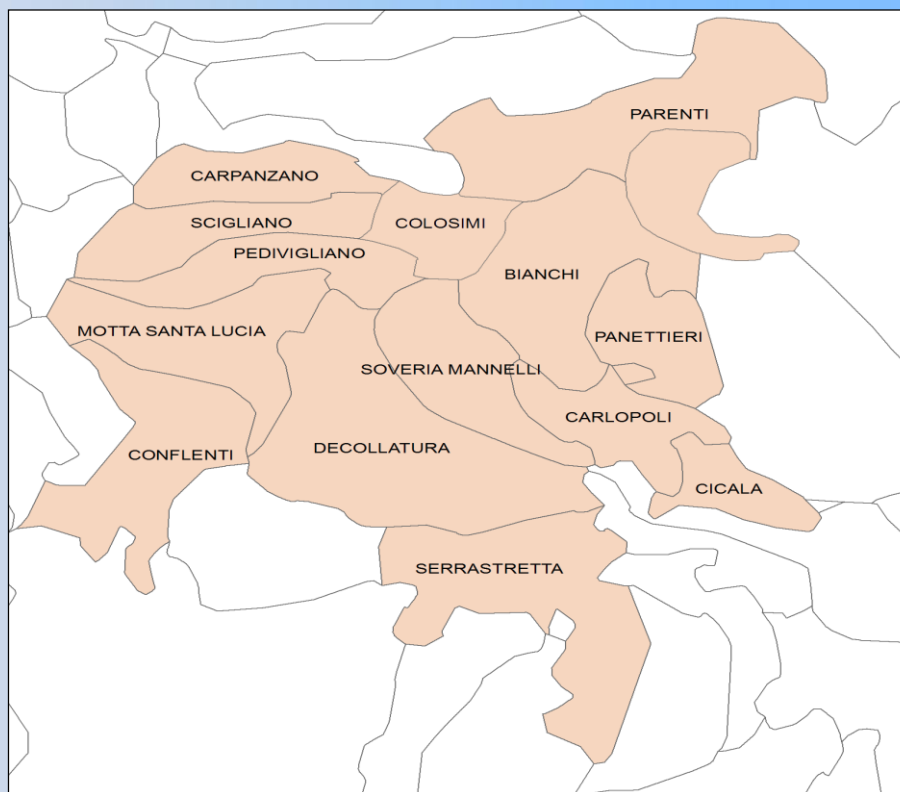 PARENTI
CARPANZANO
SCIGLIANO
COLOSIMI
PEDIVIGLIANO
BIANCHI
MOTTA SANTA LUCIA
PANETTIERI
SOVERIA MANNELLI
CARLOPOLI
DECOLLATURA
CONFLENTI
CICALA
SERRASTRETTA